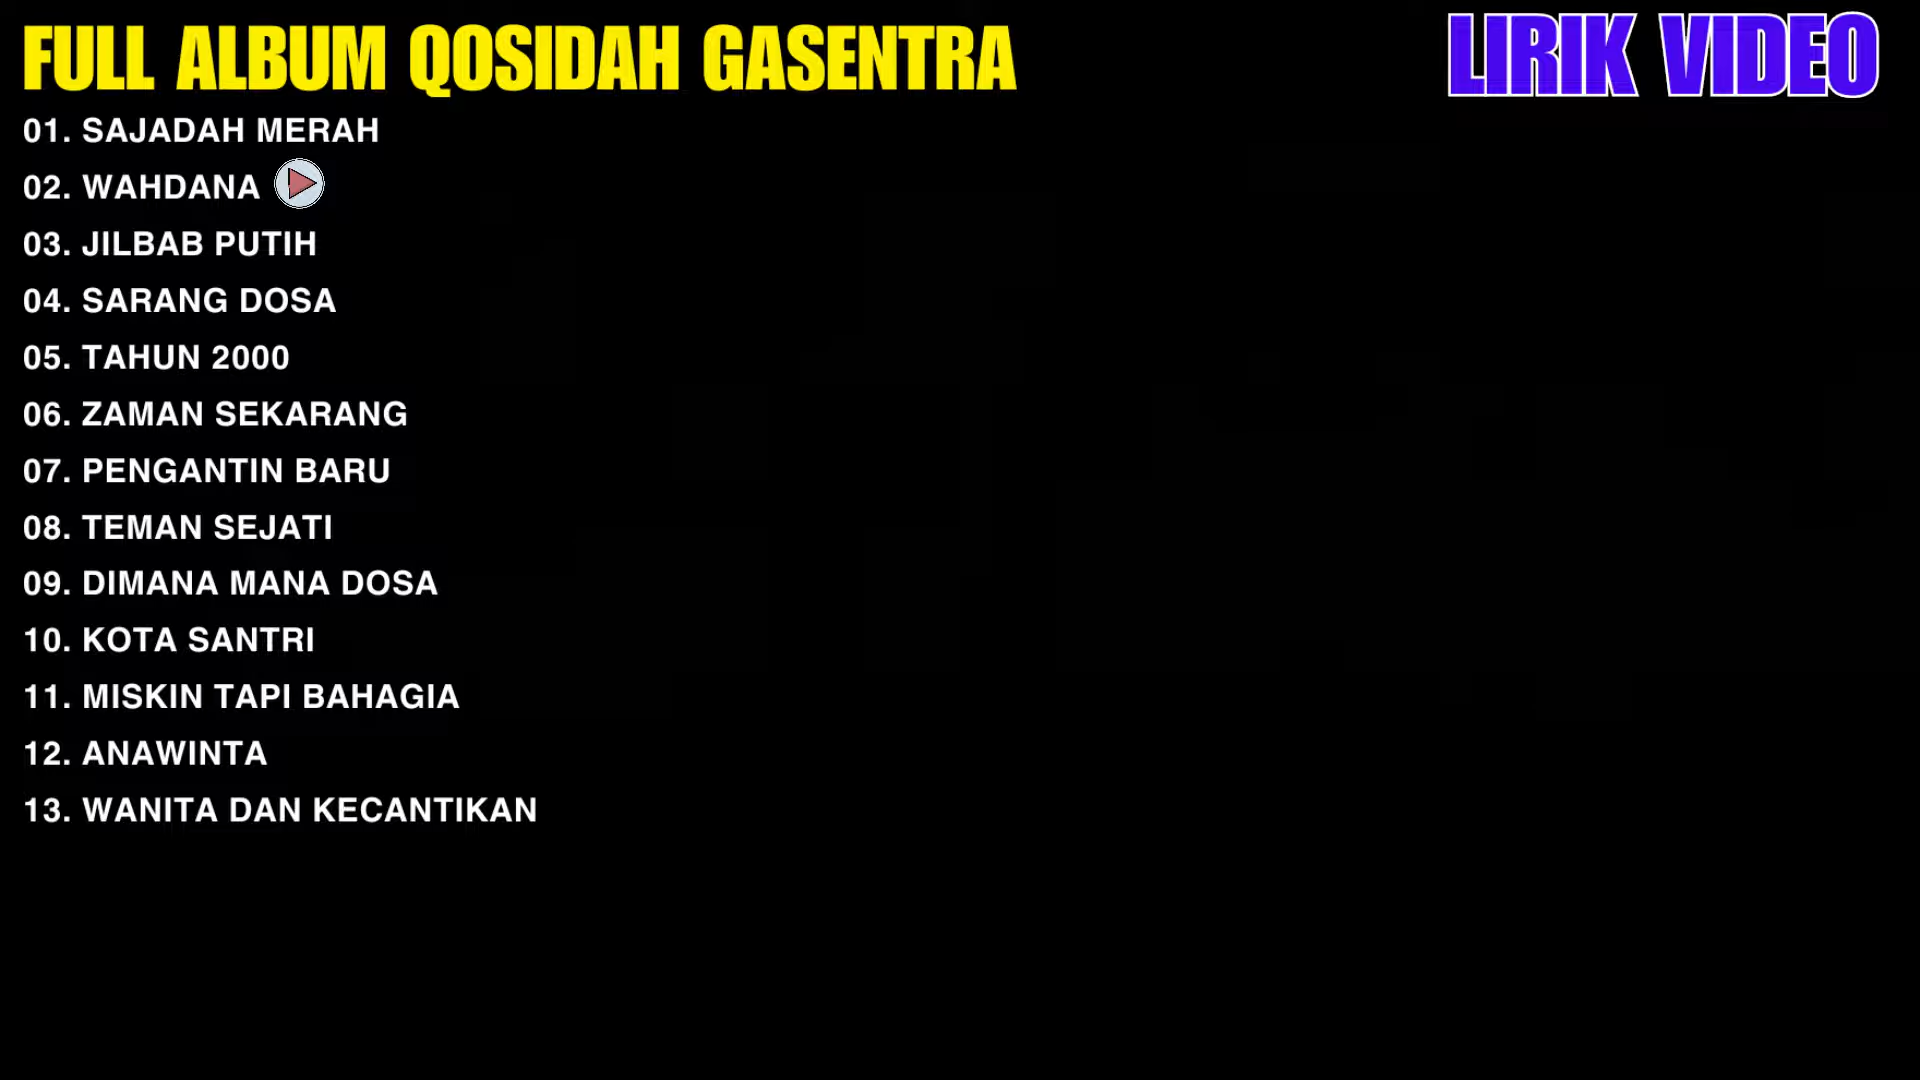 FULL ALBUM QOSIDAH GASENTRA
LIRIK VIDEO
01. SAJADAH MERAH
02. WAHDANA
03. JILBAB PUTIH
04. SARANG DOSA
05. TAHUN 2000
06. ZAMAN SEKARANG
07. PENGANTIN BARU
08. TEMAN SEJATI
09. DIMANA MANA DOSA
10. KOTA SANTRI
11. MISKIN TAPI BAHAGIA
12. ANAWINTA
13. WANITA DAN KECANTIKAN